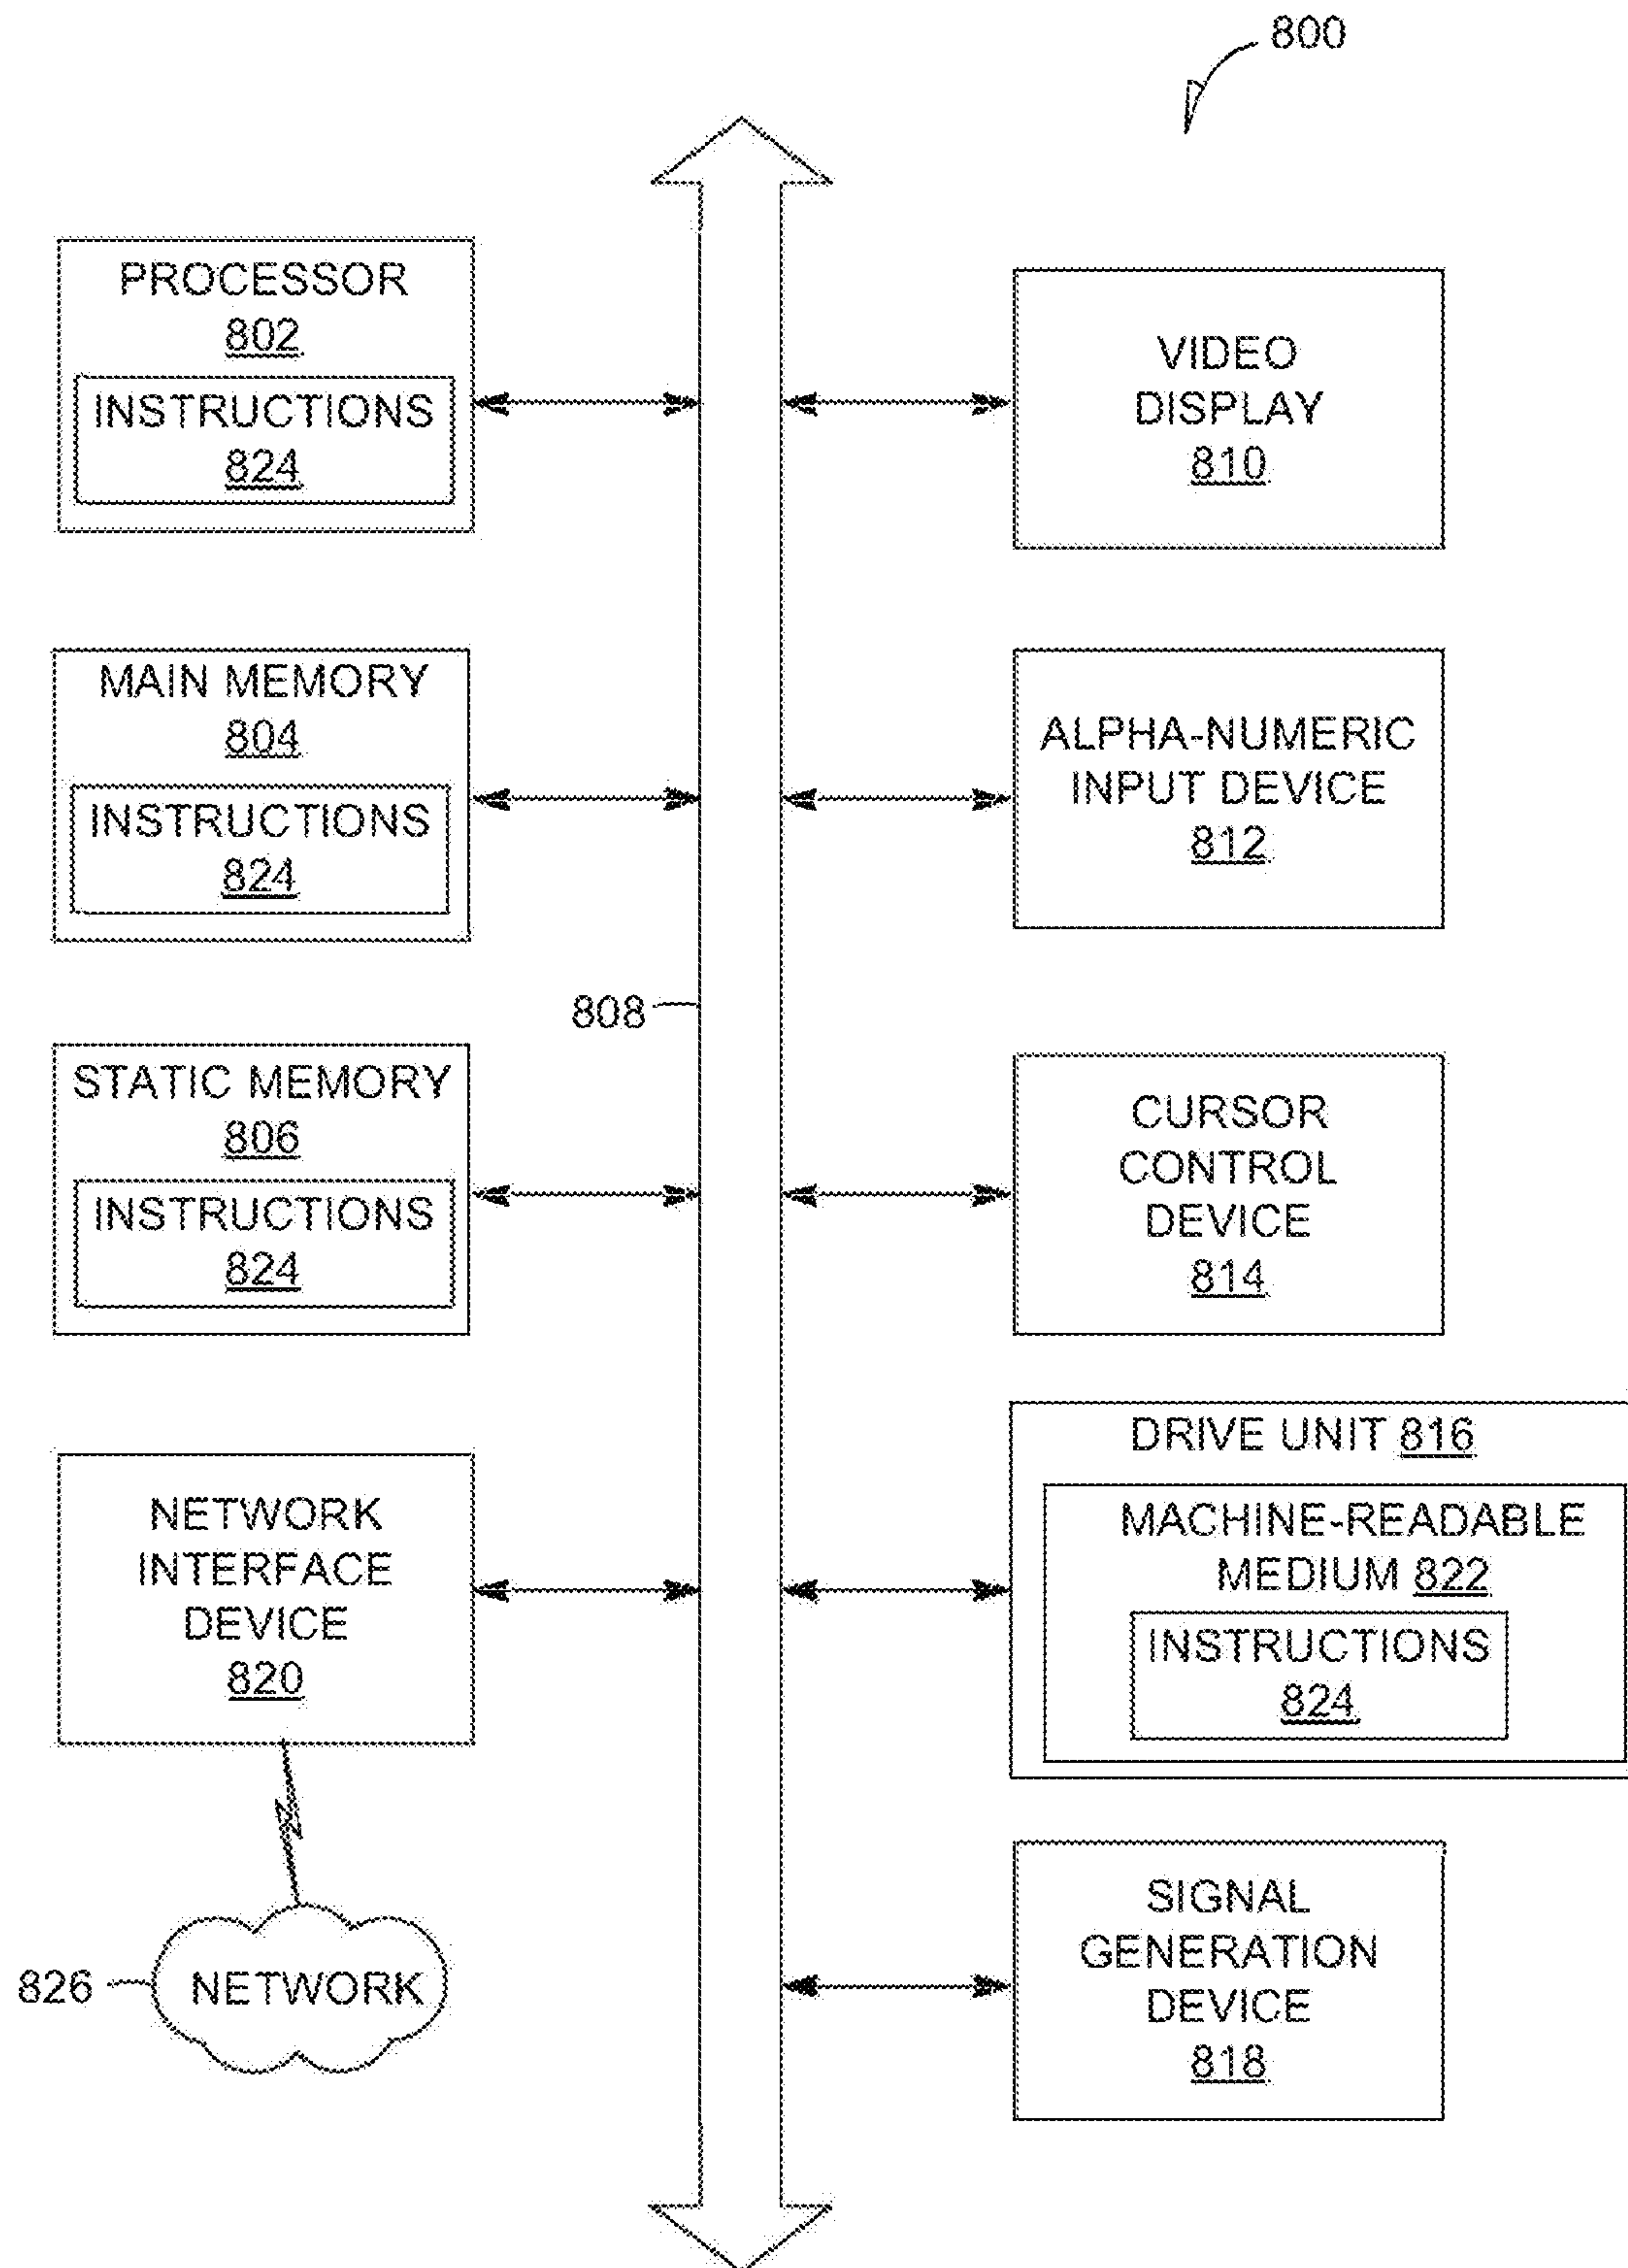 800
PROCESSOR
802
INSTRUCTIONS
824
MAIN MEMORY
804
INSTRUCTIONS
824
808
STATIC MEMORY
806
INSTRUCTIONS
824
NETWORK
INTERFACE
DEVICE
820
826
NETWORK
VIDEO
DISPLAY
810
ALPHA-NUMERIC
INPUT DEVICE
812
CURSOR
CONTROL
DEVICE
814
DRIVE UNIT 816
MACHINE-READABLE
MEDIUM 822
INSTRUCTIONS
824
SIGNAL
GENERATION
DEVICE
818